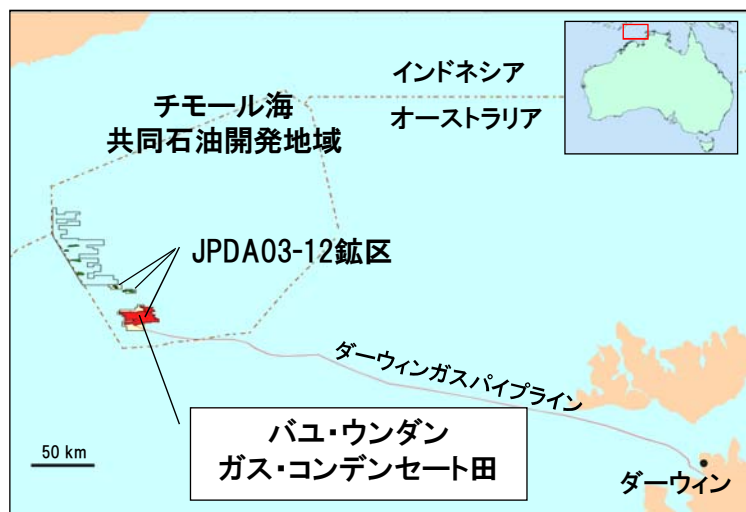 インドネシア
オーストラリア
チモール海
共同石油開発地域
JPDA03-12鉱区
ダーウィンガスパイプライン
バユ・ウンダン
ガス・コンデンセート田
50 km
ダーウィン